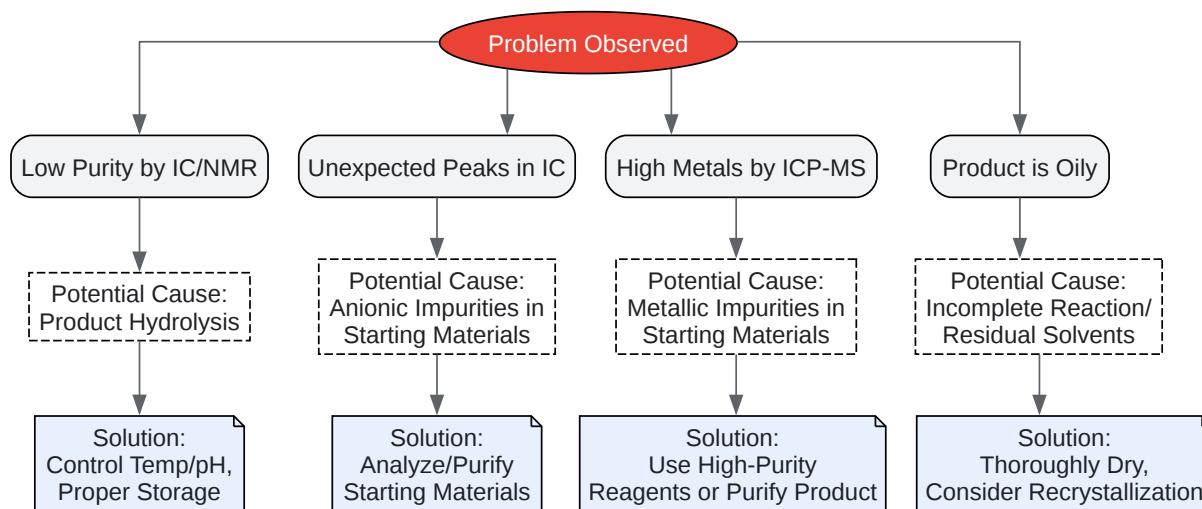 Problem Observed
Low Purity by IC/NMR
Unexpected Peaks in IC
High Metals by ICP-MS
Product is Oily
Potential Cause:
Product Hydrolysis
Potential Cause:
Anionic Impurities in
Starting Materials
Potential Cause:
Metallic Impurities in
Starting Materials
Potential Cause:
Incomplete Reaction/
Residual Solvents
Solution:
Control Temp/pH,
Proper Storage
Solution:
Analyze/Purify
Starting Materials
Solution:
Use High-Purity
Reagents or Purify Product
Solution:
Thoroughly Dry,
Consider Recrystallization